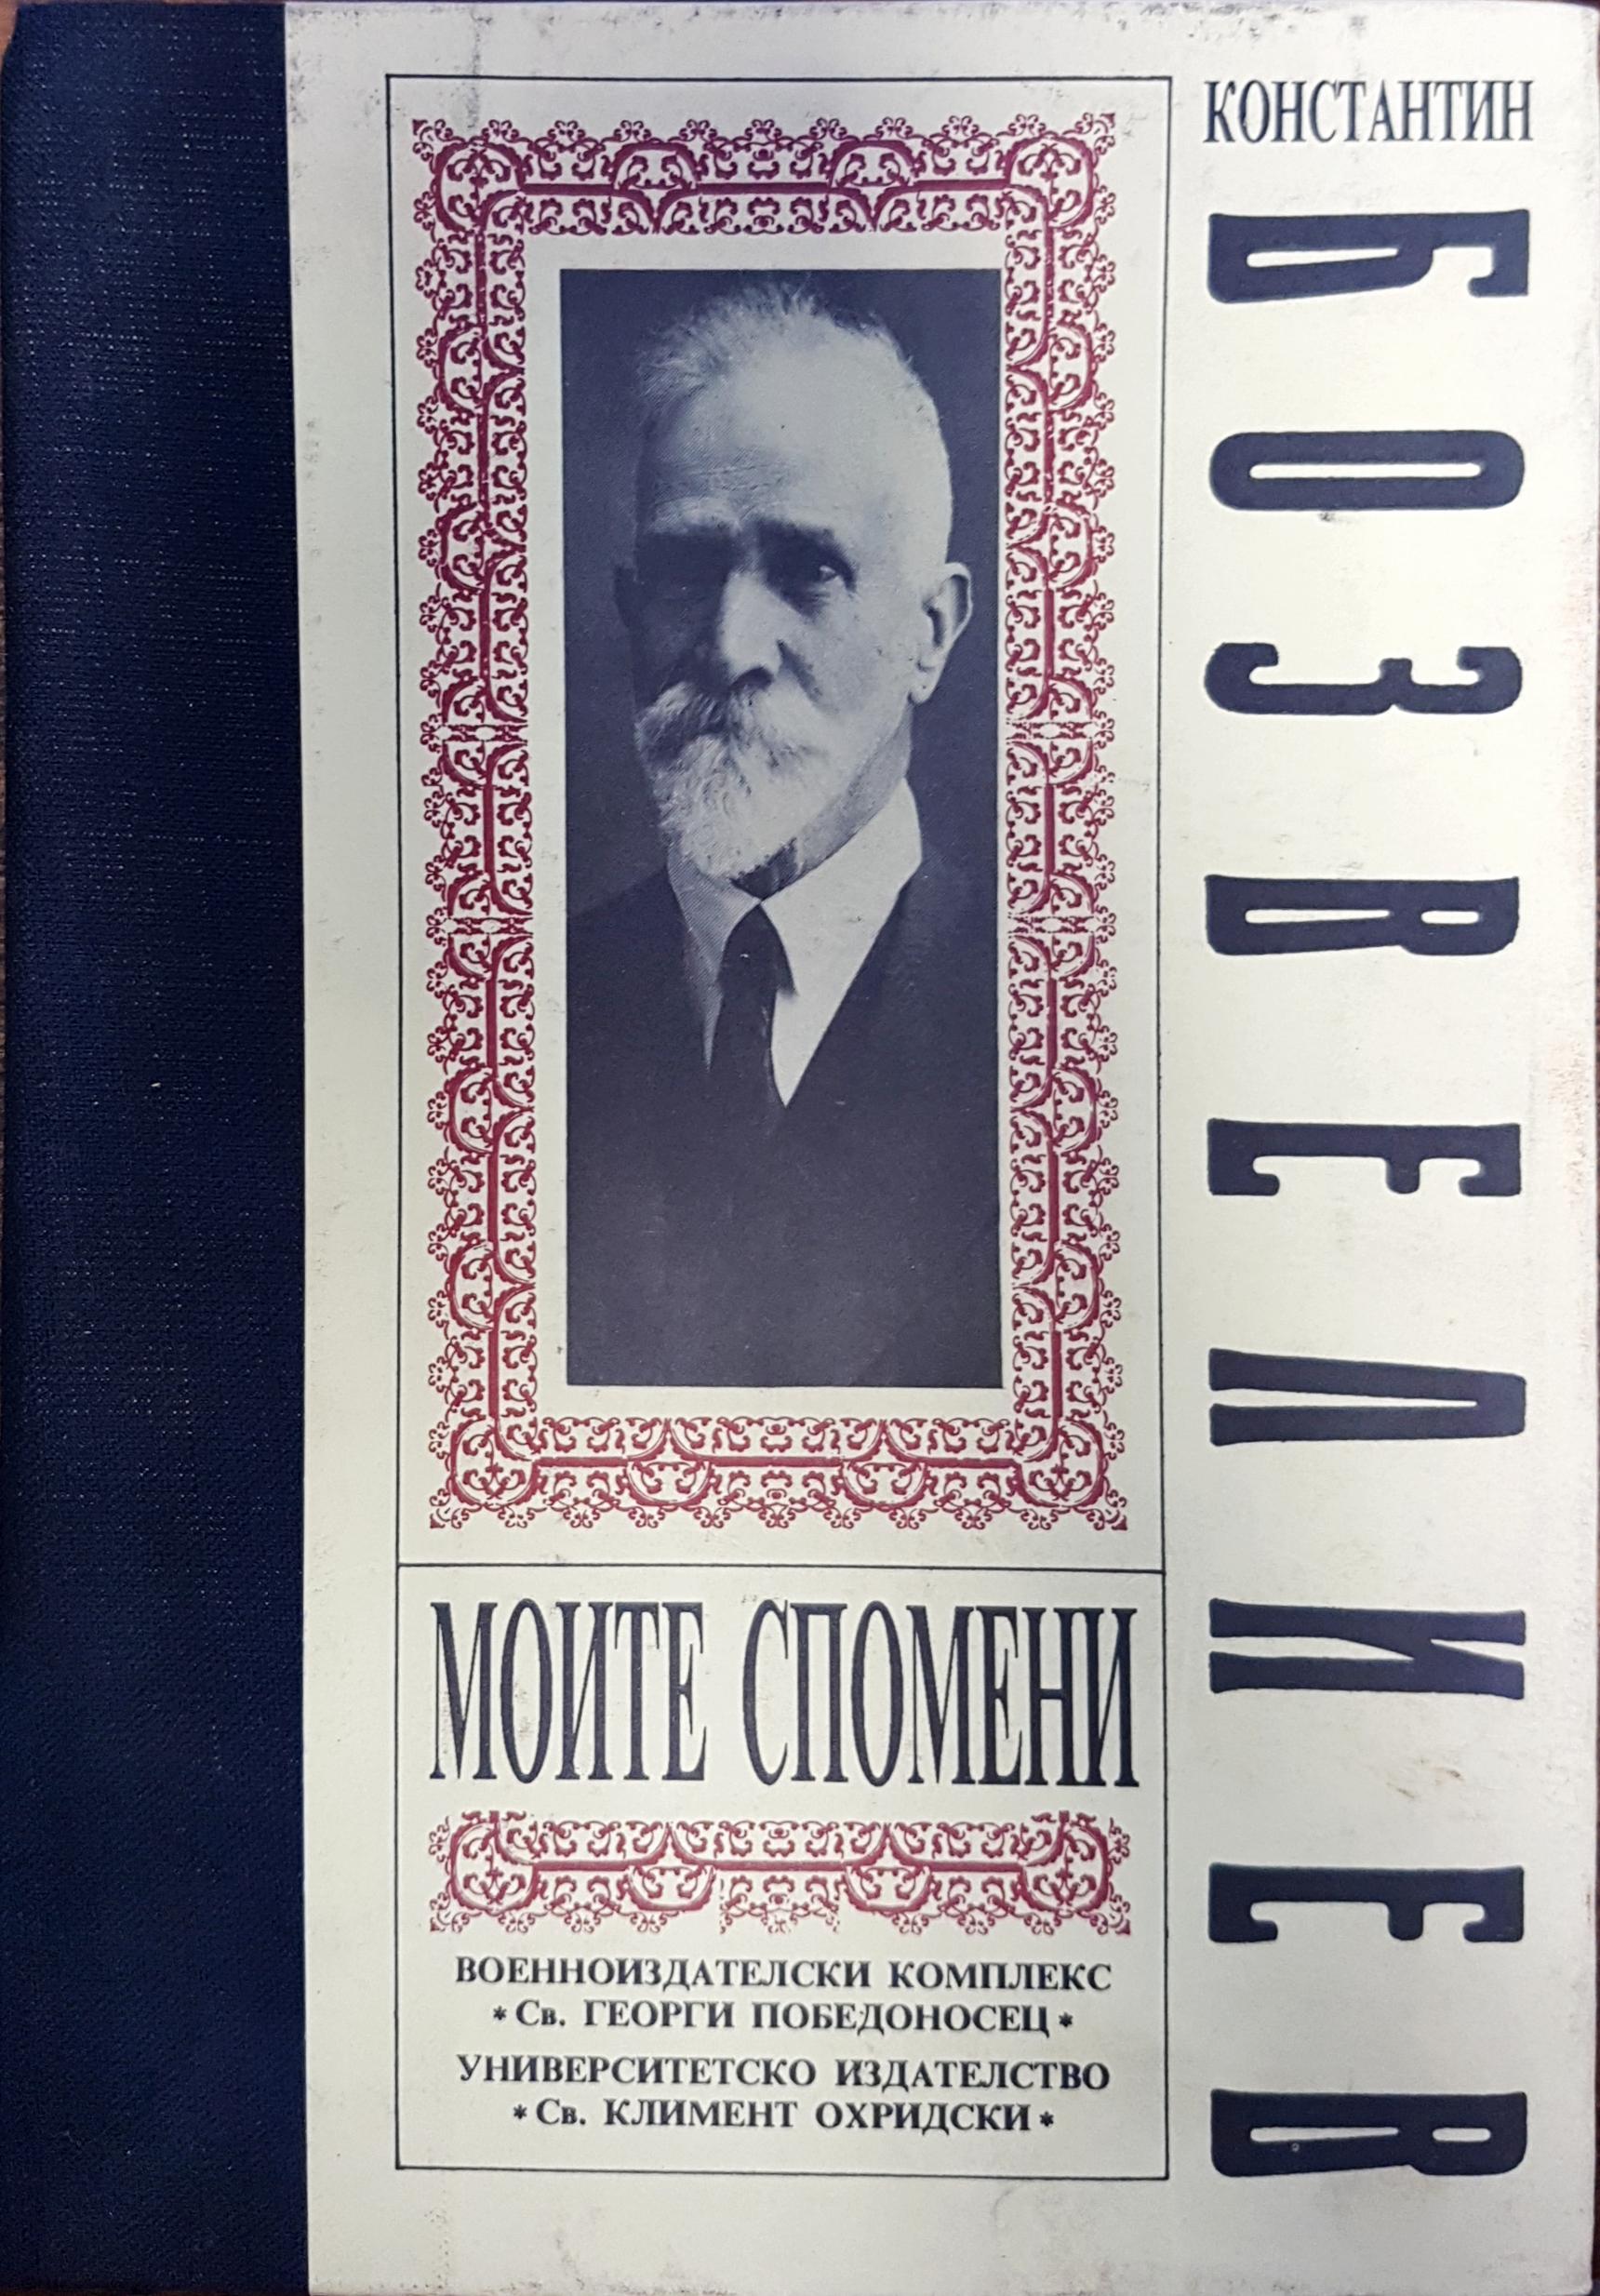 КОНСТАНТИН
БОЗВЕЛИЕВ
МОИТЕ СПОМЕНИ
ВОЕННОИЗДАТЕЛСКИ КОМПЛЕКС
* Св. ГЕОРГИ ПОБЕДОНОСЕЦ *
УНИВЕРСИТЕТСКО ИЗДАТЕЛСТВО
* Св. КЛИМЕНТ ОХРИДСКИ *